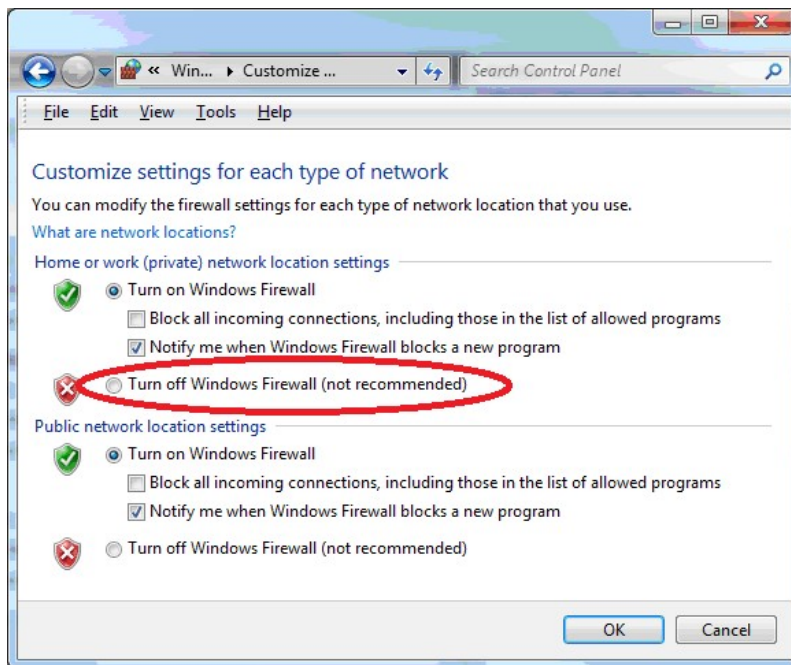 « Win... ▸ Customize ...
Search Control Panel
File Edit View Tools Help
Customize settings for each type of network
You can modify the firewall settings for each type of network location that you use.
What are network locations?
Home or work (private) network location settings
Turn on Windows Firewall
Block all incoming connections, including those in the list of allowed programs
Notify me when Windows Firewall blocks a new program
Turn off Windows Firewall (not recommended)
Public network location settings
Turn on Windows Firewall
Block all incoming connections, including those in the list of allowed programs
Notify me when Windows Firewall blocks a new program
Turn off Windows Firewall (not recommended)
OK Cancel